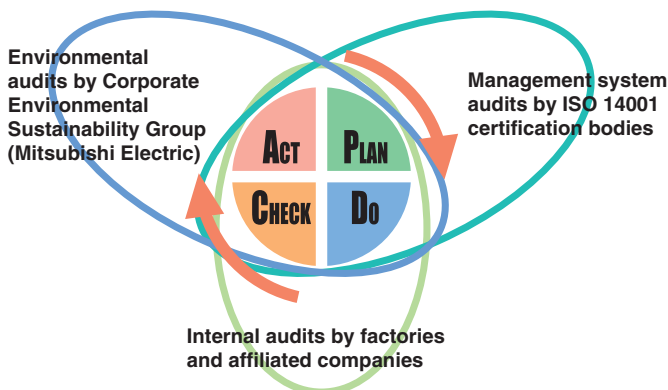 Environmental
audits by Corporate
Environmental
Sustainability Group
(Mitsubishi Electric)
Management system
audits by ISO 14001
certification bodies
ACT
PLAN
CHECK
DO
Internal audits by factories
and affiliated companies